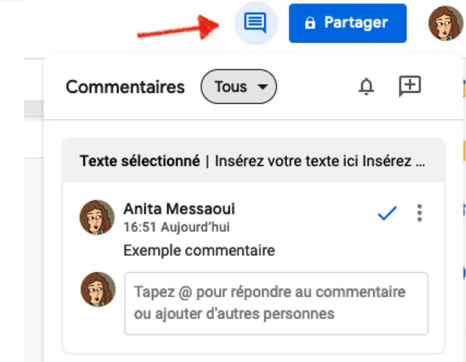 Partager
Commentaires Tous
Texte sélectionné | Insérez votre texte ici Insérez ...
Anita Messaoui
16:51 Aujourd'hui
Exemple commentaire
Tapez @ pour répondre au commentaire
ou ajouter d'autres personnes